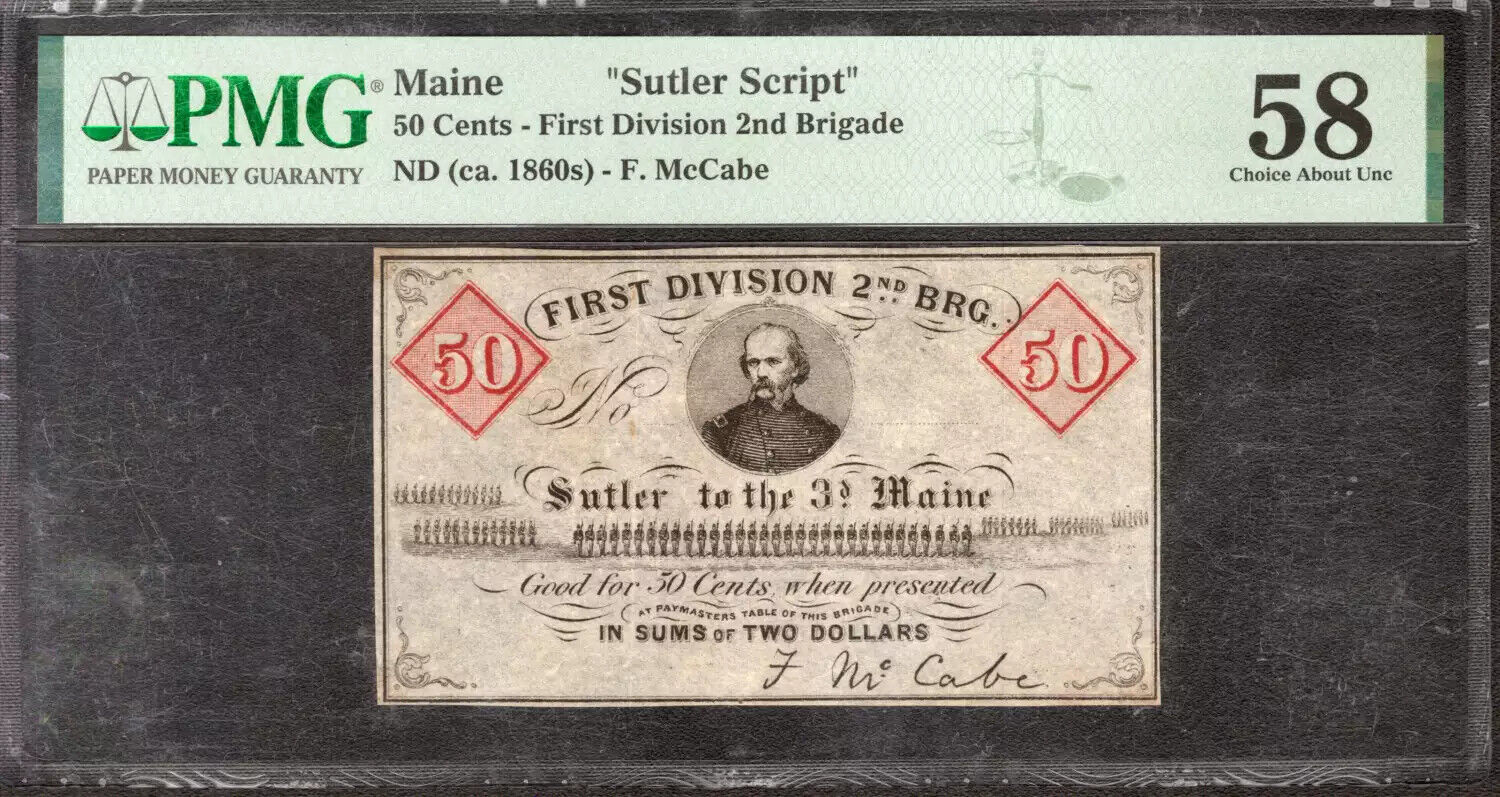 PMG®
PAPER MONEY GUARANTY
Maine "Sutler Script"
50 Cents - First Division 2nd Brigade
ND (ca. 1860s) - F. McCabe
58
Choice About Unc
FIRST DIVISION 2ND BRG.
50 50
No
Sutler to the 3d Maine
Good for 50 Cents, when presented
AT PAYMASTERS TABLE OF THIS BRIGADE
IN SUMS OF TWO DOLLARS
F McCabe